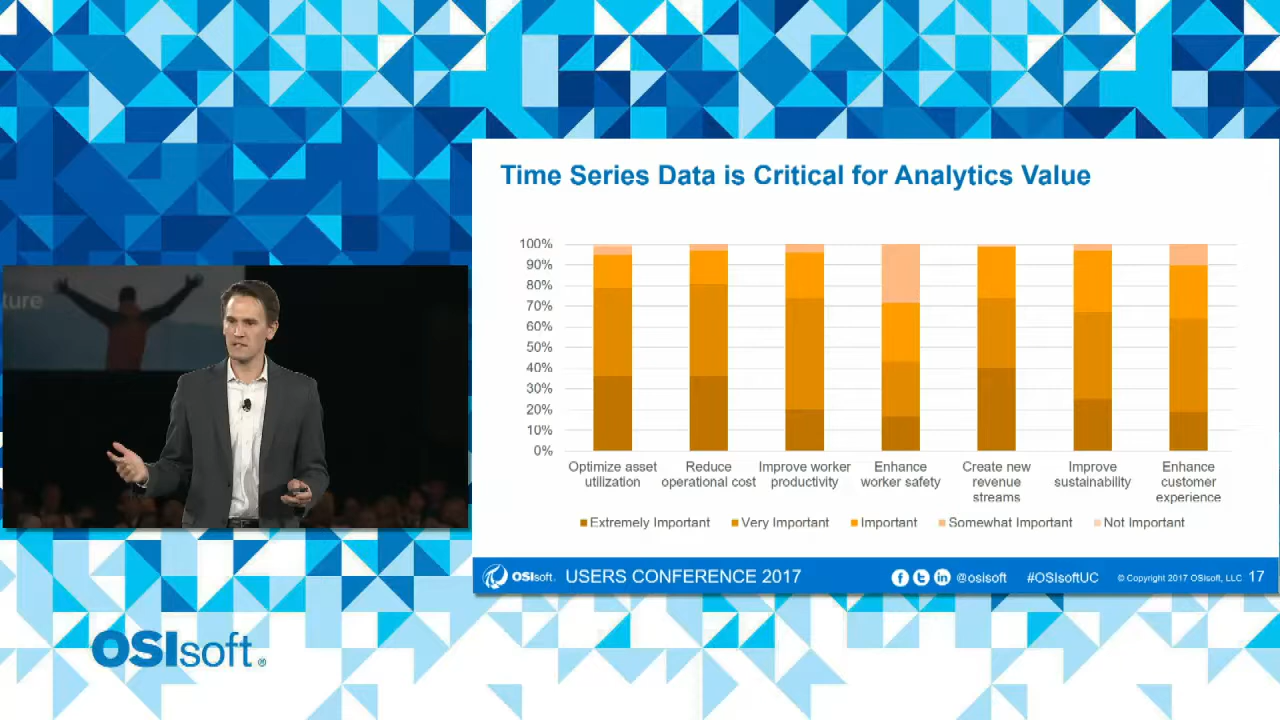 Time Series Data is Critical for Analytics Value
100%
90%
80%
70%
60%
50%
40%
30%
20%
10%
0%
Optimize asset
utilization
Reduce
operational cost
Improve worker
productivity
Enhance
worker safety
Create new
revenue
streams
Improve
sustainability
Enhance
customer
experience
Extremely Important Very Important Important Somewhat Important Not Important
OSIsoft. USERS CONFERENCE 2017 @osisoft #OSIsoftUC © Copyright 2017 OSIsoft, LLC 17
ture
OSIsoft®